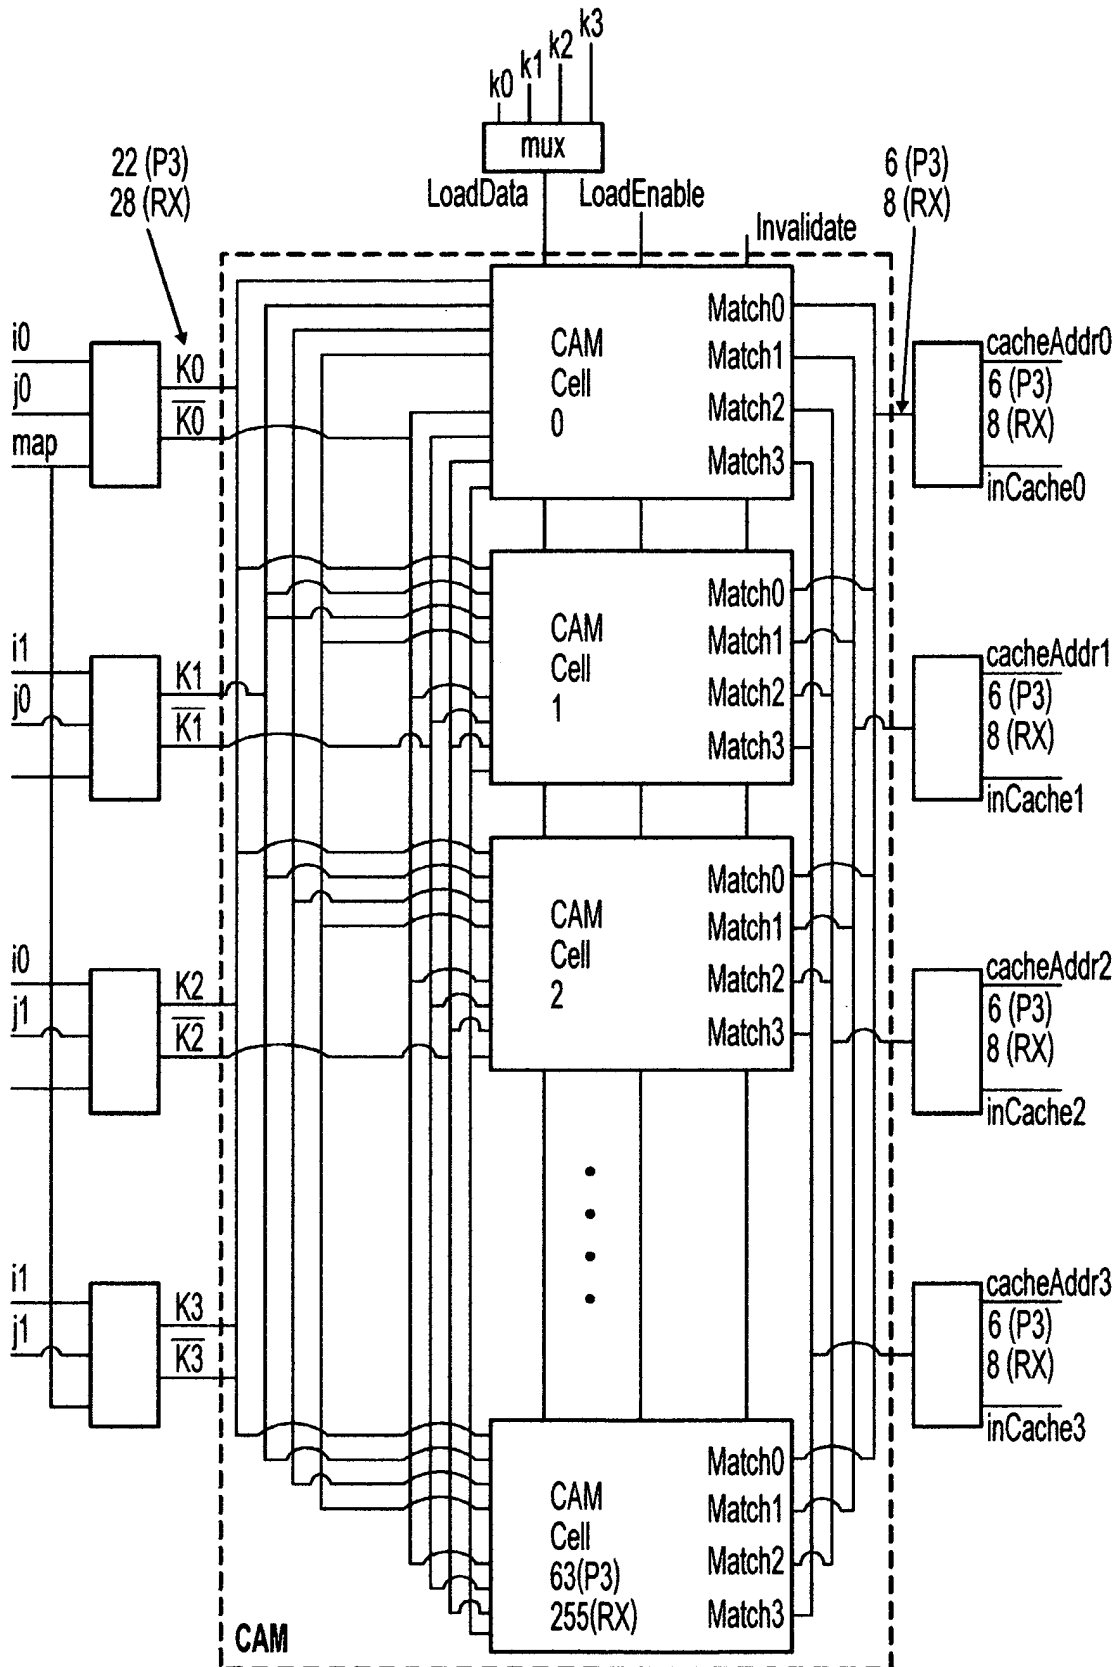 k0 k1 k2 k3
mux
22 (P3)
28 (RX)
6 (P3)
8 (RX)
LoadData
LoadEnable
Invalidate
i0
j0
map
K0
K0
CAM
Cell
0
Match0
Match1
Match2
Match3
cacheAddr0
6 (P3)
8 (RX)
inCache0
i1
j0
K1
K1
CAM
Cell
1
Match0
Match1
Match2
Match3
cacheAddr1
6 (P3)
8 (RX)
inCache1
i0
j1
K2
K2
CAM
Cell
2
Match0
Match1
Match2
Match3
cacheAddr2
6 (P3)
8 (RX)
inCache2
i1
j1
K3
K3
cacheAddr3
6 (P3)
8 (RX)
inCache3
CAM
Cell
63(P3)
255(RX)
Match0
Match1
Match2
Match3
CAM